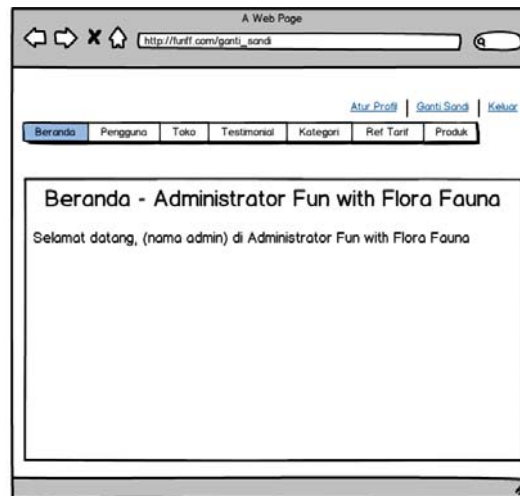 A Web Page
http://funff.com/ganti_sandi
Atur Profil Ganti Sandi Keluar
Beranda Pengguna Toko Testimonial Kategori Ref Tarif Produk
Beranda - Administrator Fun with Flora Fauna
Selamat datang, (nama admin) di Administrator Fun with Flora Fauna